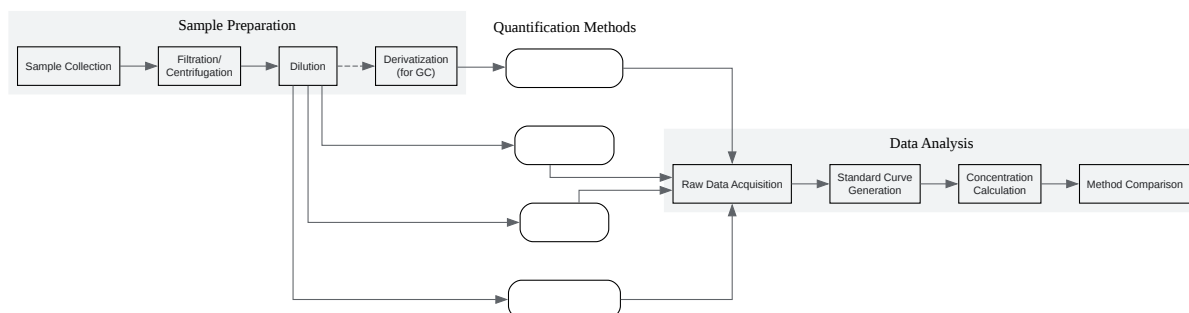 Sample Preparation
Quantification Methods
Sample Collection
Filtration/
Centrifugation
Dilution
Derivatization
(for GC)
Data Analysis
Raw Data Acquisition
Standard Curve
Generation
Concentration
Calculation
Method Comparison